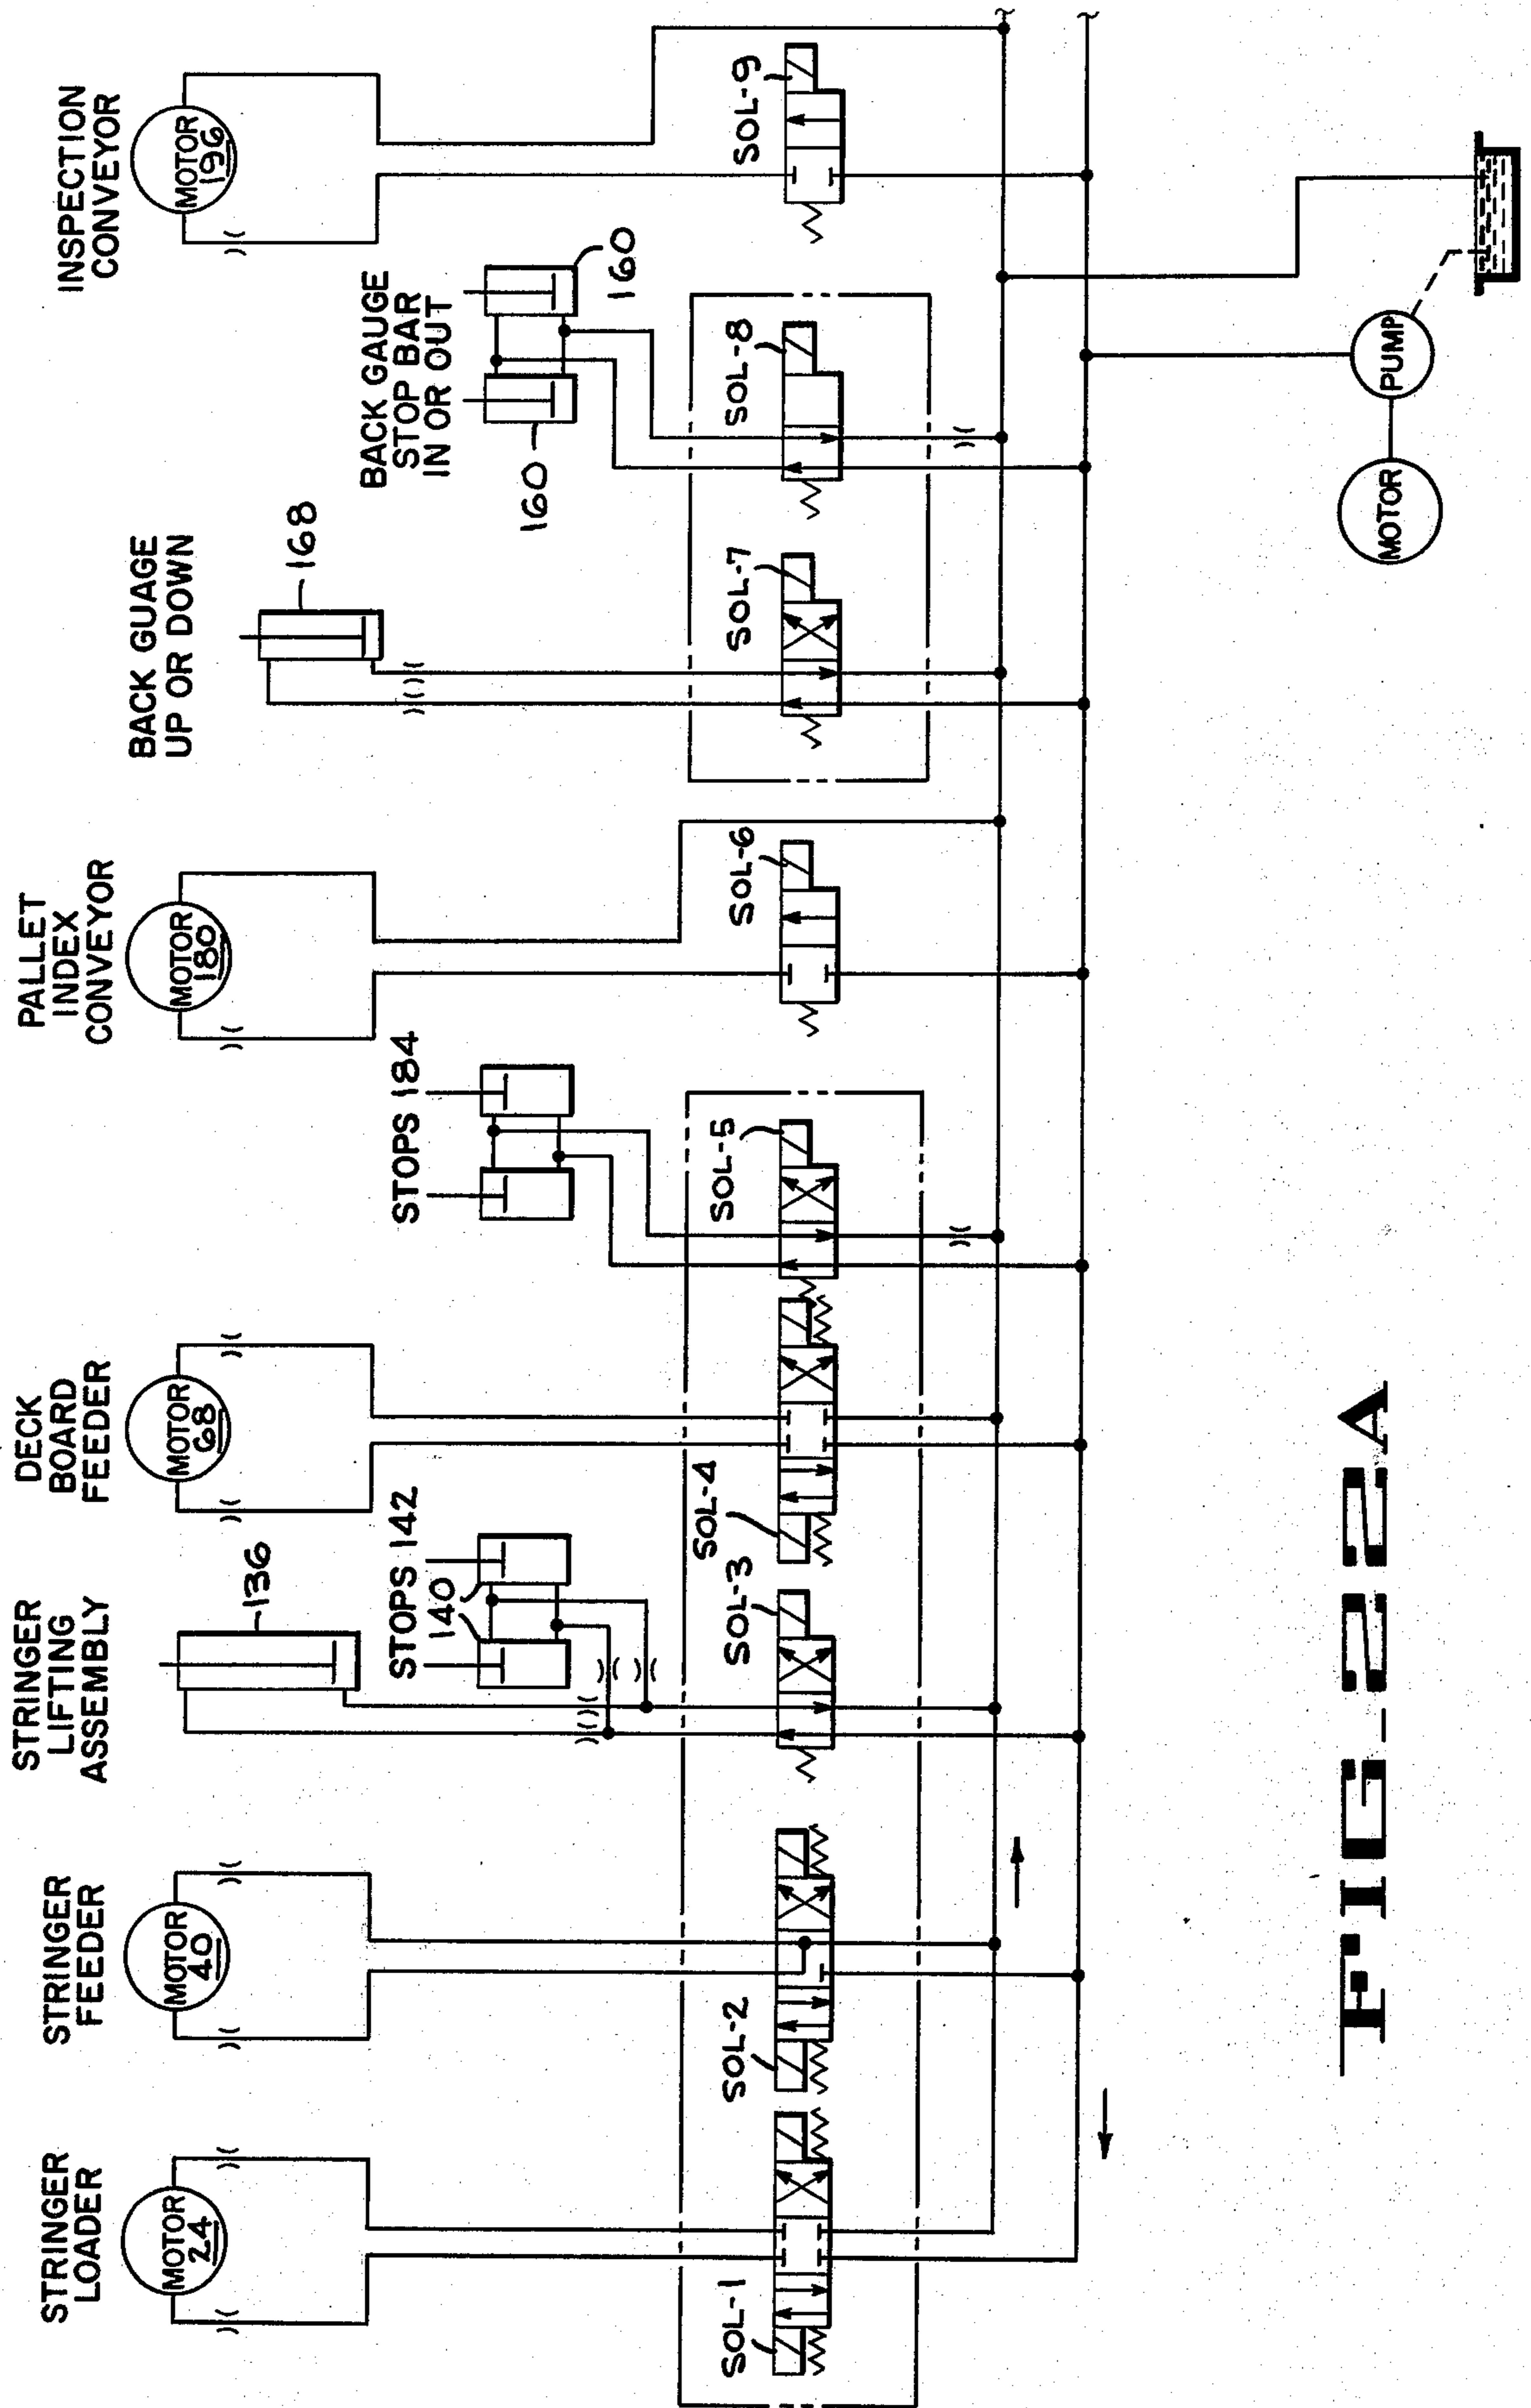 STRINGER
LOADER
MOTOR
24
SOL-1
STRINGER
FEEDER
MOTOR
40
SOL-2
STRINGER
LIFTING
ASSEMBLY
136
STOPS 142
140
SOL-3
DECK
BOARD
FEEDER
MOTOR
68
SOL-4
STOPS 184
SOL-5
PALLET
INDEX
CONVEYOR
MOTOR
180
SOL-6
BACK GUAGE
UP OR DOWN
168
SOL-7
BACK GAUGE
STOP BAR
IN OR OUT
160
160
SOL-8
INSPECTION
CONVEYOR
MOTOR
196
SOL-9
MOTOR
PUMP
FIG_22A